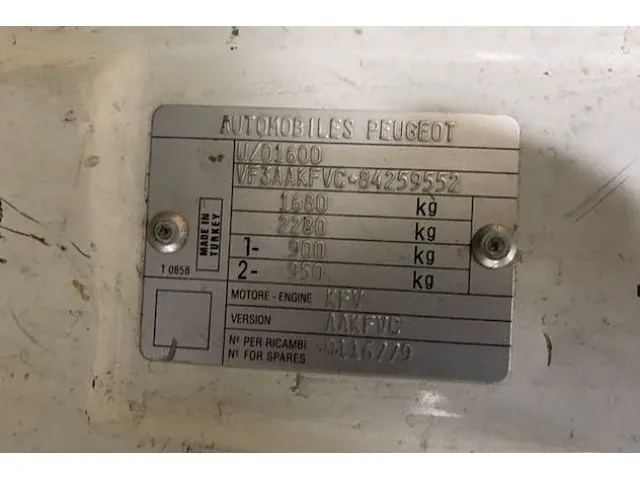 AUTOMOBILES PEUGEOT
U/01600
VF3AAKFVC-84259552
1680 kg
2280 kg
1- 900 kg
2- 950 kg
MADE IN TURKEY
T 0858
MOTORE - ENGINE KFV
VERSION AAKFVC
Nº PER RICAMBI
Nº FOR SPARES